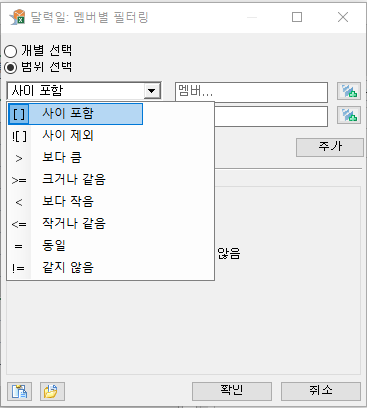 달력일: 멤버별 필터링
개별 선택
범위 선택
사이 포함
멤버...
[ ] 사이 포함
![ ] 사이 제외
> 보다 큼
>= 크거나 같음
< 보다 작음
<= 작거나 같음
= 동일
!= 같지 않음
추가
않음
확인
취소